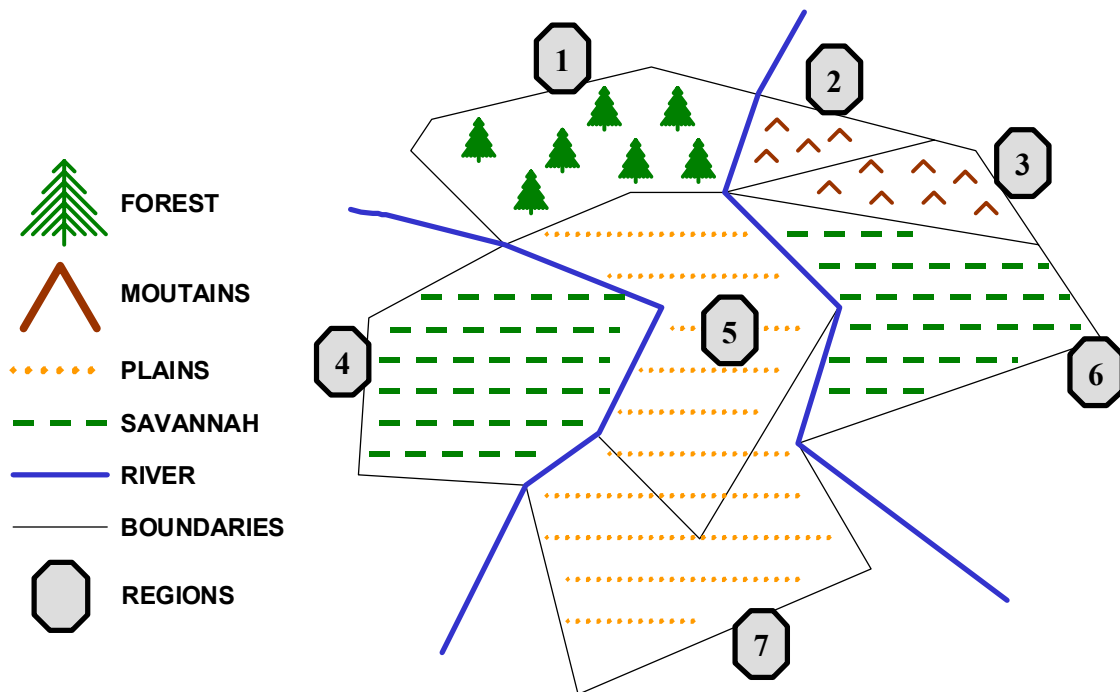 1
2
3
FOREST
MOUTAINS
5
4
6
PLAINS
SAVANNAH
RIVER
BOUNDARIES
REGIONS
7